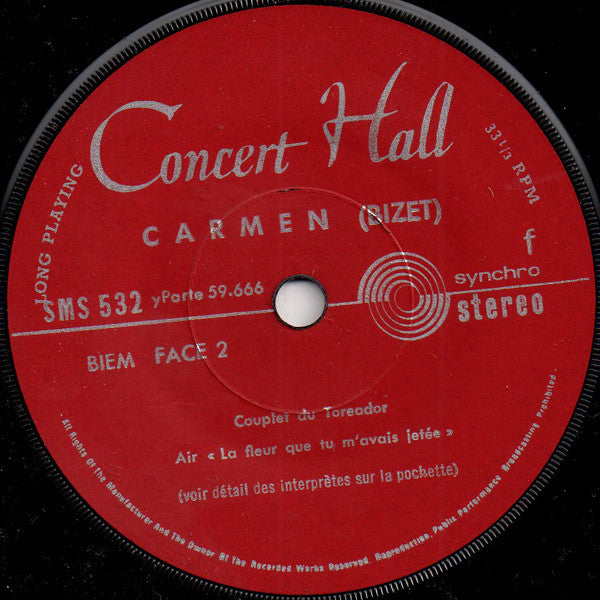 Concert Hall
LONG PLAYING
33 1/3 RPM
CARMEN (BIZET)
f
SMS 532 y Parte 59.666
synchro
stereo
BIEM FACE 2
Couplet du Toreador
Air « La fleur que tu m'avais jetée »
(voir détail des interprètes sur la pochette)
- All Rights Of The Manufacturer And The Owner Of The Recorded Works Reserved. Reproduction, Public Performance Broadcasting Prohibited. -